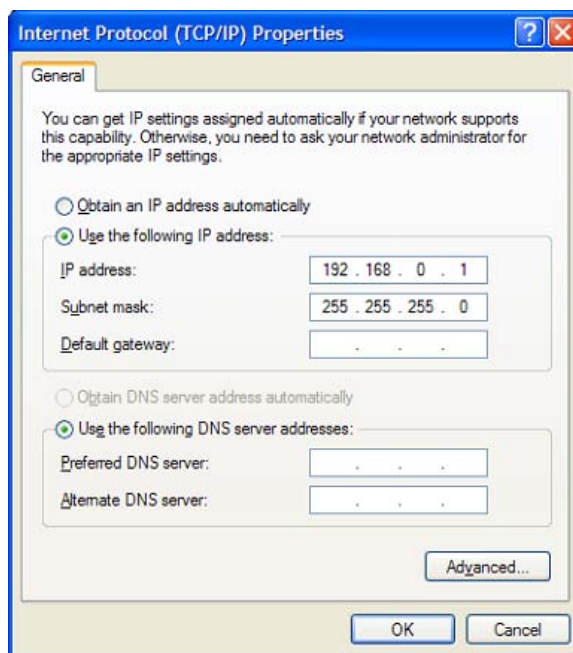 Internet Protocol (TCP/IP) Properties
General
You can get IP settings assigned automatically if your network supports
this capability. Otherwise, you need to ask your network administrator for
the appropriate IP settings.
Obtain an IP address automatically
Use the following IP address:
IP address: 192 . 168 . 0 . 1
Subnet mask: 255 . 255 . 255 . 0
Default gateway: . . .
Obtain DNS server address automatically
Use the following DNS server addresses:
Preferred DNS server: . . .
Alternate DNS server: . . .
Advanced...
OK Cancel